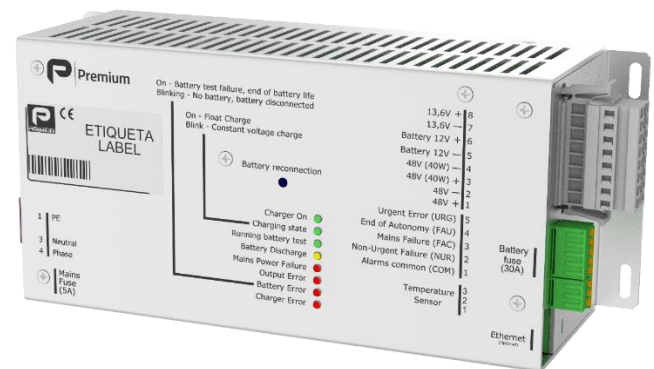 Premium
PREMIUM
CE
ETIQUETA
LABEL
On - Battery test failure, end of battery life
Blinking - No battery, battery disconnected
On - Float Charge
Blink - Constant voltage charge
Battery reconnection
Charger On
Charging state
Running battery test
Battery Discharge
Mains Power Failure
Output Error
Battery Error
Charger Error
1 PE
3 Neutral
4 Phase
Mains
Fuse
(5A)
13,6V + 8
13,6V – 7
Battery 12V + 6
Battery 12V – 5
48V (40W) – 4
48V (40W) + 3
48V – 2
48V + 1
Urgent Error (URG) 5
End of Autonomy (FAU) 4
Mains Failure (FAC) 3
Non-Urgent Failure (NUR) 2
Alarms common (COM) 1
Temperature 3
Sensor 2
1
Battery
fuse
(30A)
Ethernet